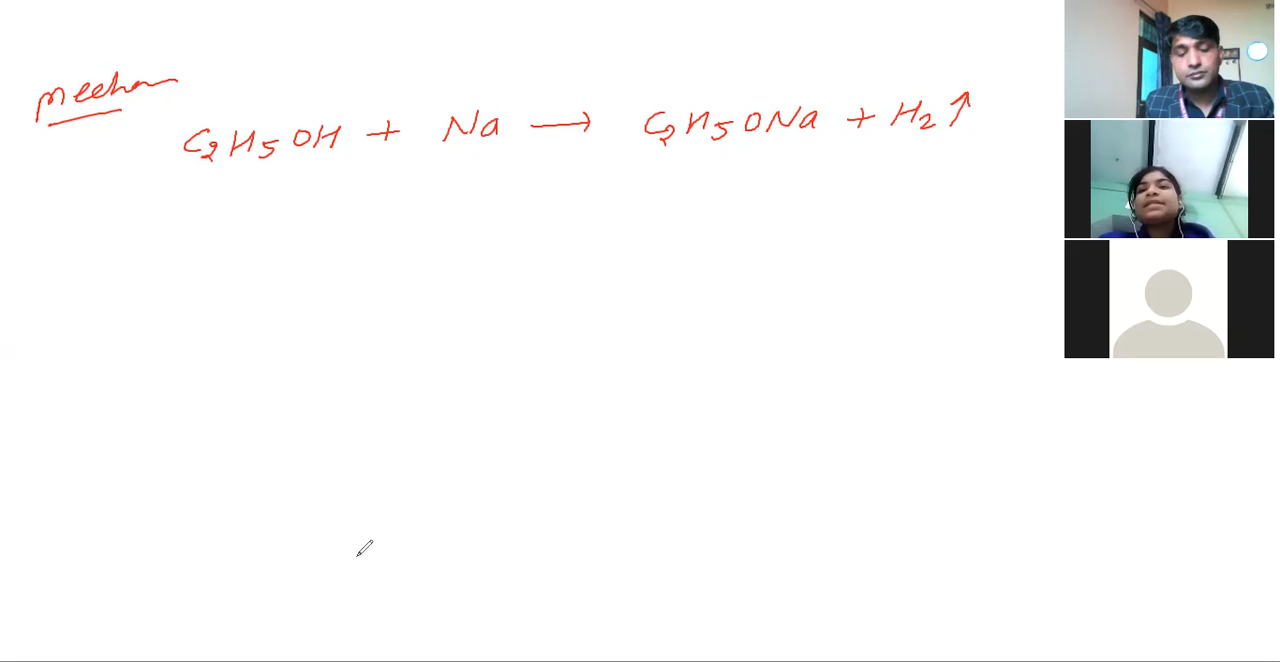 Mechan
C₂H₅OH + Na → C₂H₅ONa + H₂↑